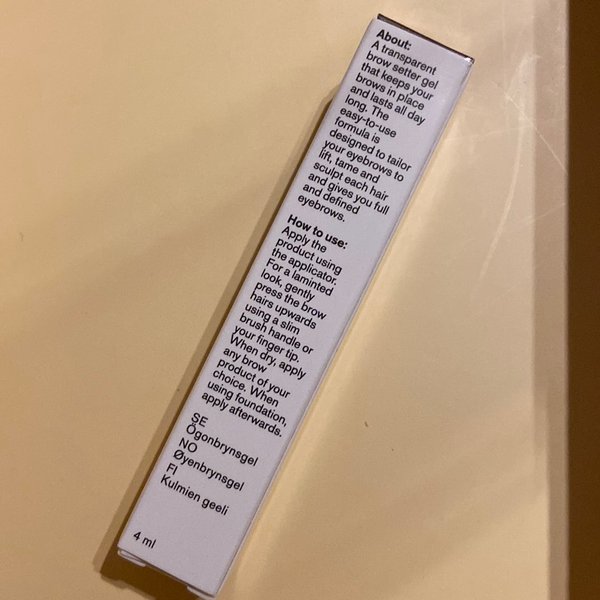 About:
A transparent
brow setter gel
that keeps your
brows in place
and lasts all day
long. The
easy-to-use
formula is
designed to tailor
your eyebrows to
lift, tame and
sculpt each hair
and gives you full
and defined
eyebrows.
How to use:
Apply the
product using
the applicator.
For a laminted
look, gently
press the brow
hairs upwards
using a slim
brush handle or
your finger tip.
When dry, apply
any brow
product of your
choice. When
using foundation,
apply afterwards.
SE
Ögonbrynsgel
NO
Øyenbrynsgel
FI
Kulmien geeli
4 ml